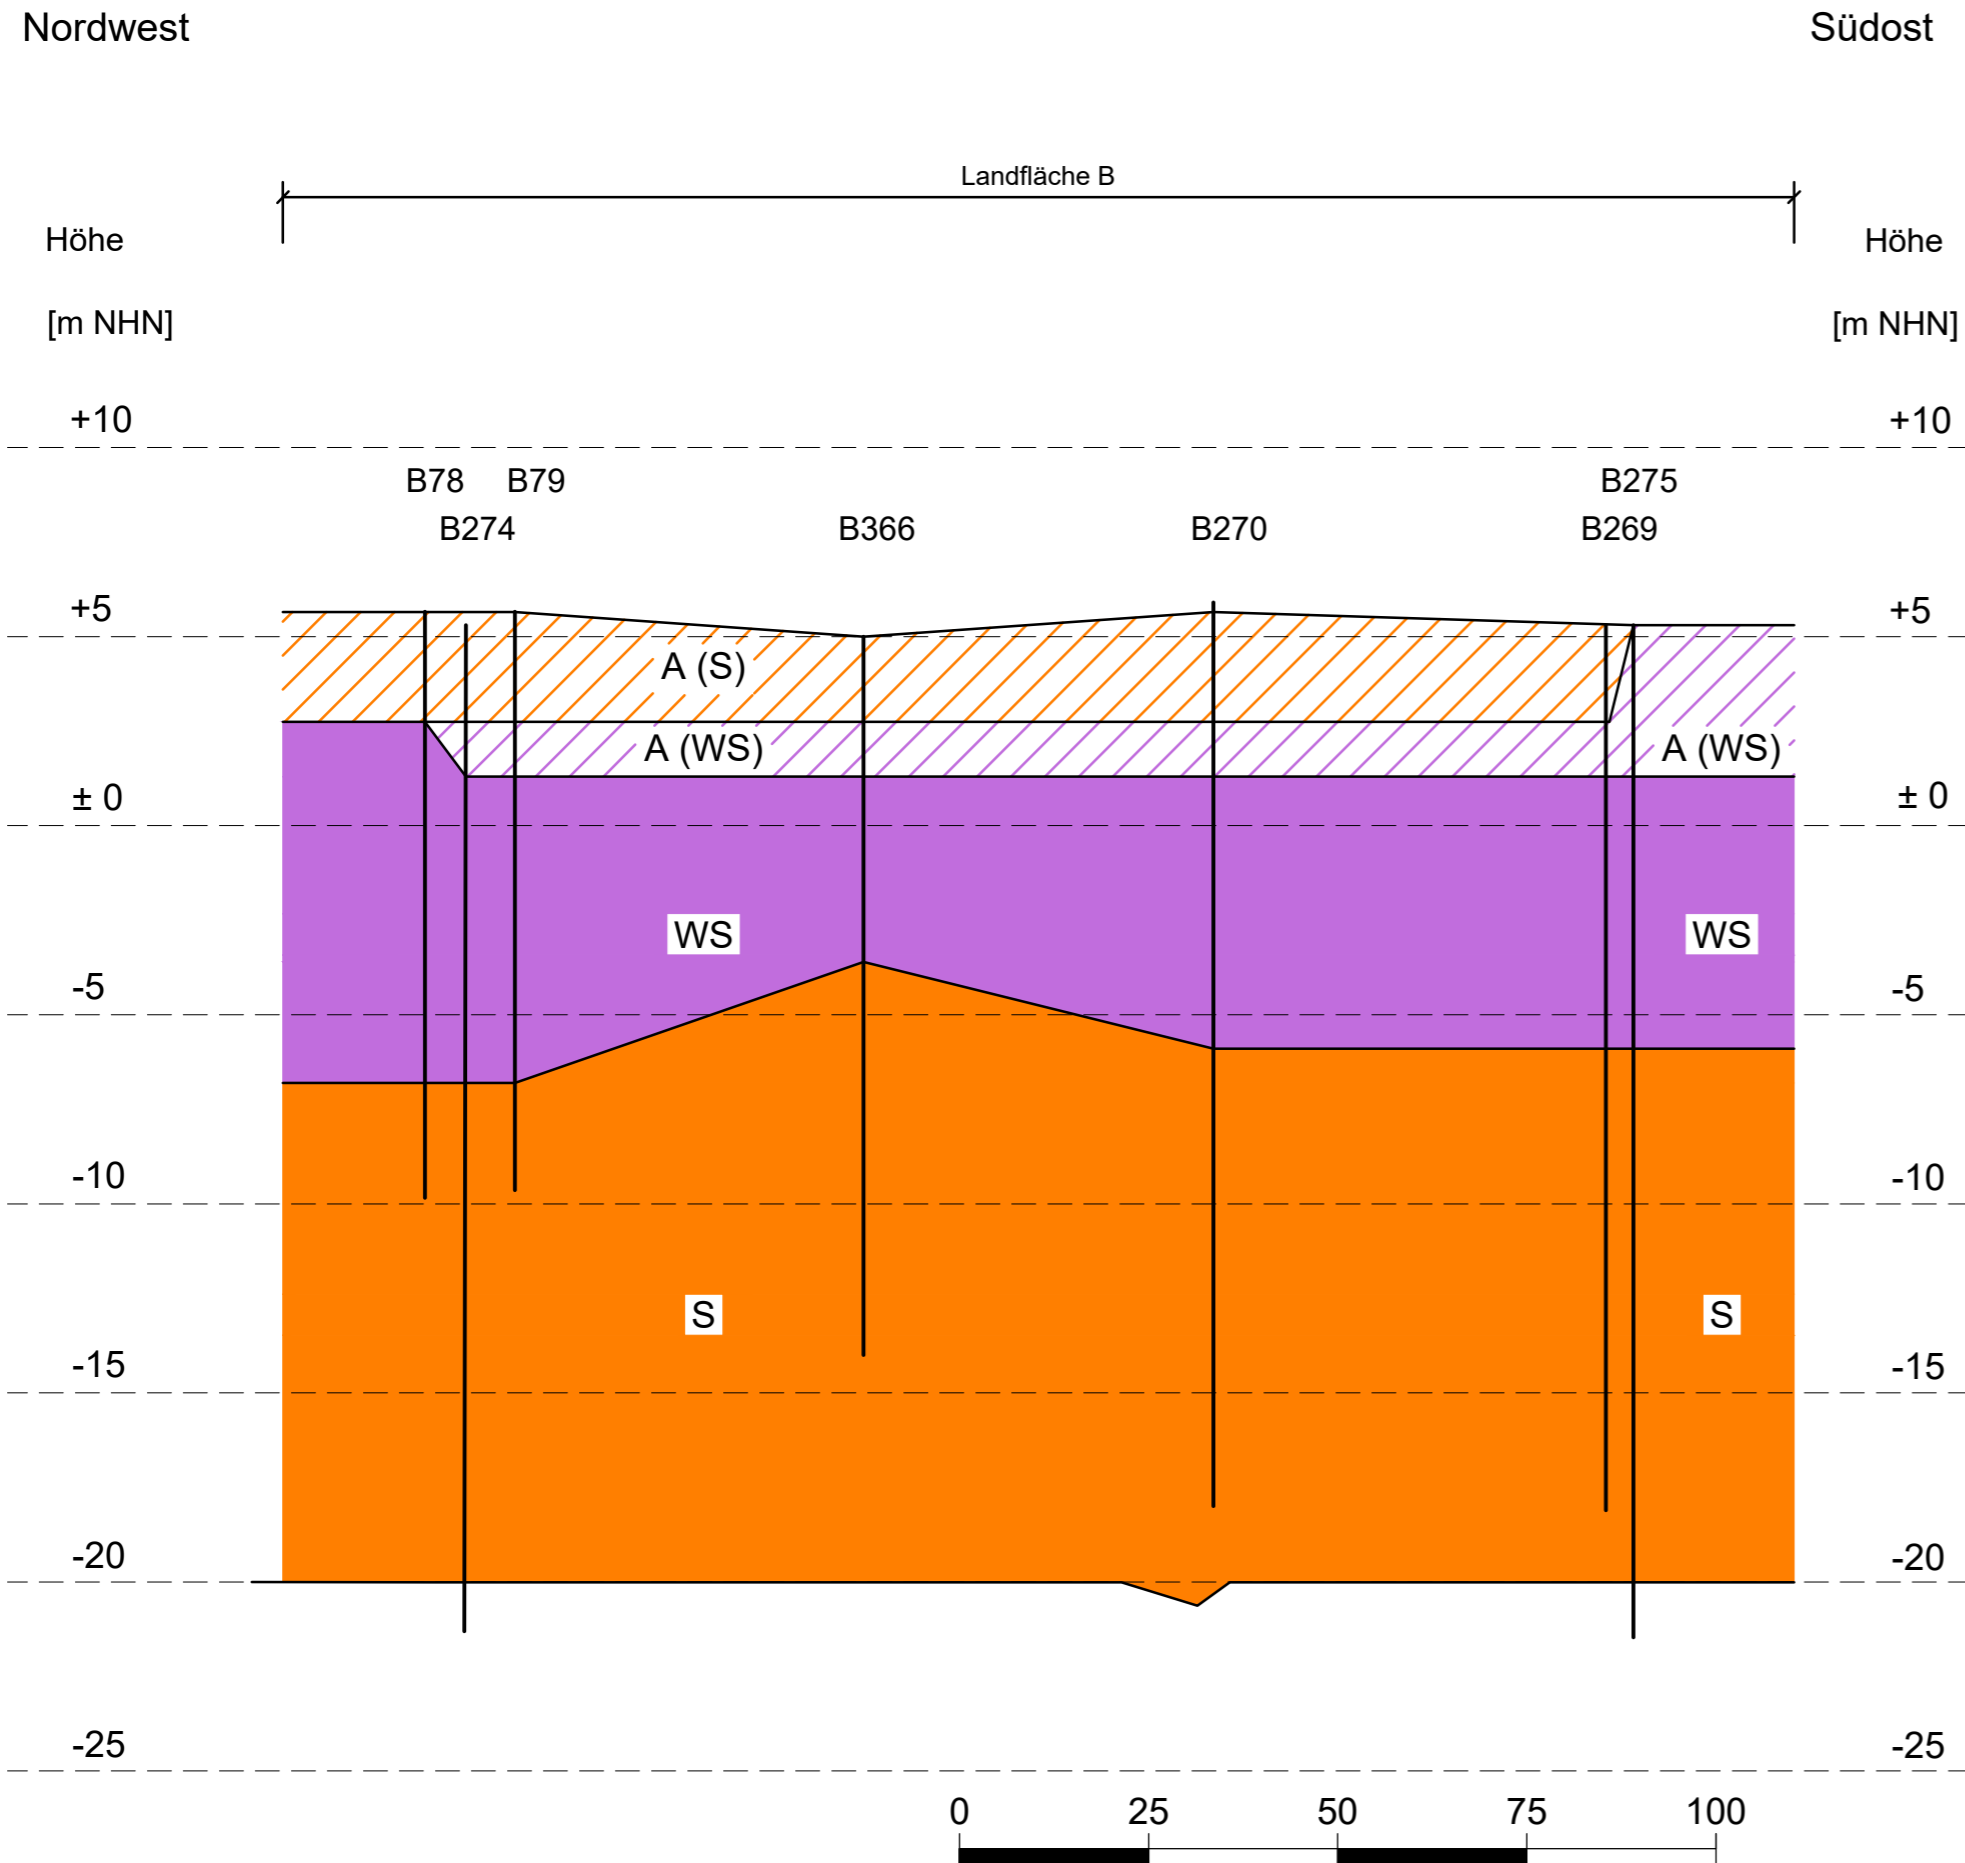 Nordwest Südost
Landfläche B
Höhe Höhe
[m NHN] [m NHN]
+10 +10
B78 B79 B275
B274 B366 B270 B269
+5 +5
A (S)
A (WS) A (WS)
± 0 ± 0
WS WS
-5 -5
-10 -10
S S
-15 -15
-20 -20
-25 -25
0 25 50 75 100